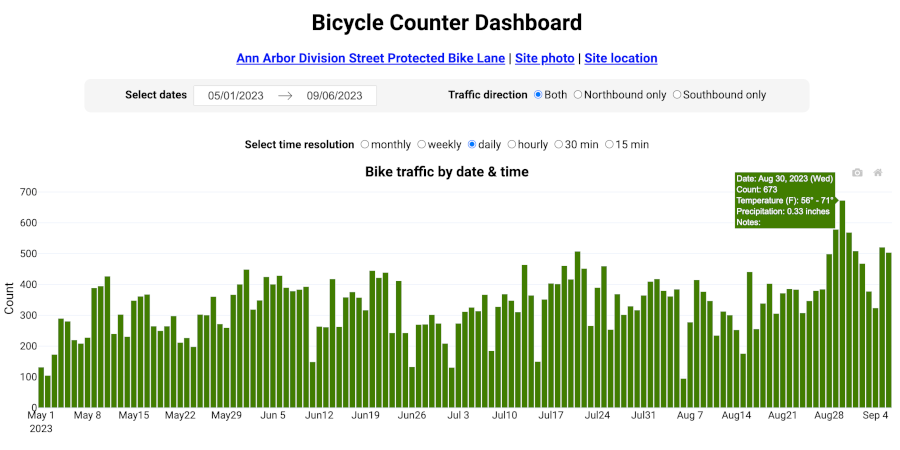 Bicycle Counter Dashboard
Ann Arbor Division Street Protected Bike Lane | Site photo | Site location
Select dates 05/01/2023 → 09/06/2023 Traffic direction Both Northbound only Southbound only
Select time resolution monthly weekly daily hourly 30 min 15 min
Bike traffic by date & time
Date: Aug 30, 2023 (Wed)
Count: 673
Temperature (F): 56° - 71°
Precipitation: 0.33 inches
Notes:
700
600
500
400
300
200
100
0
Count
May 1 May 8 May15 May22 May29 Jun 5 Jun12 Jun19 Jun26 Jul 3 Jul10 Jul17 Jul24 Jul31 Aug 7 Aug14 Aug21 Aug28 Sep 4
2023